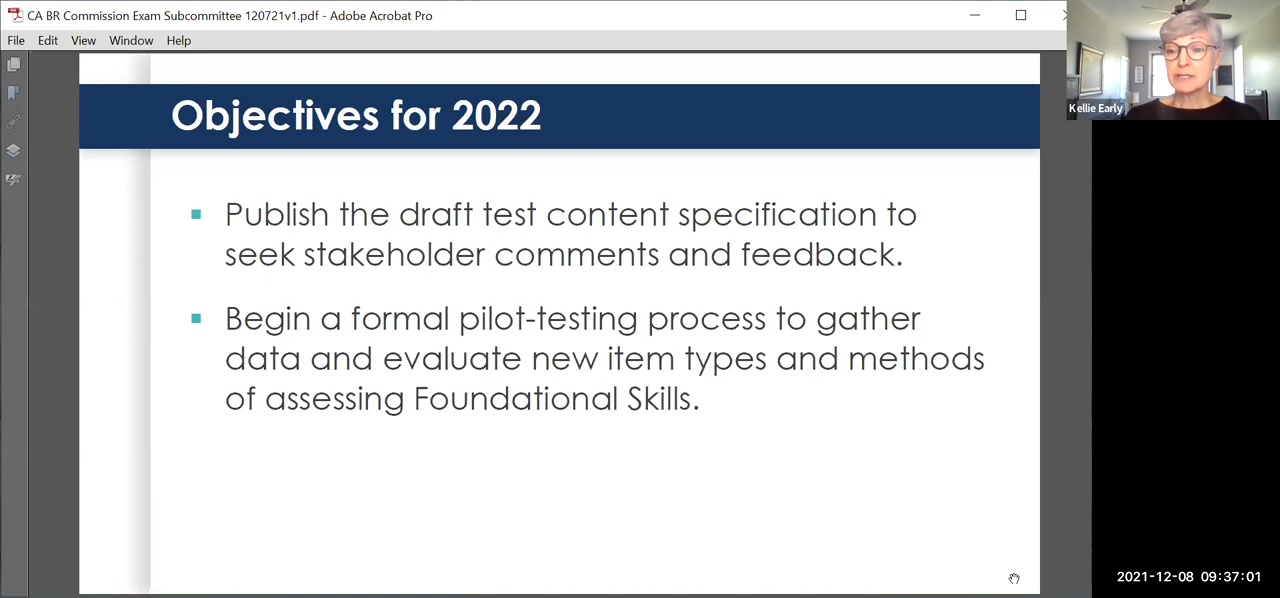 CA BR Commission Exam Subcommittee 120721v1.pdf - Adobe Acrobat Pro
File Edit View Window Help
Kellie Early
Objectives for 2022
Publish the draft test content specification to
seek stakeholder comments and feedback.
Begin a formal pilot-testing process to gather
data and evaluate new item types and methods
of assessing Foundational Skills.
2021-12-08 09:37:01